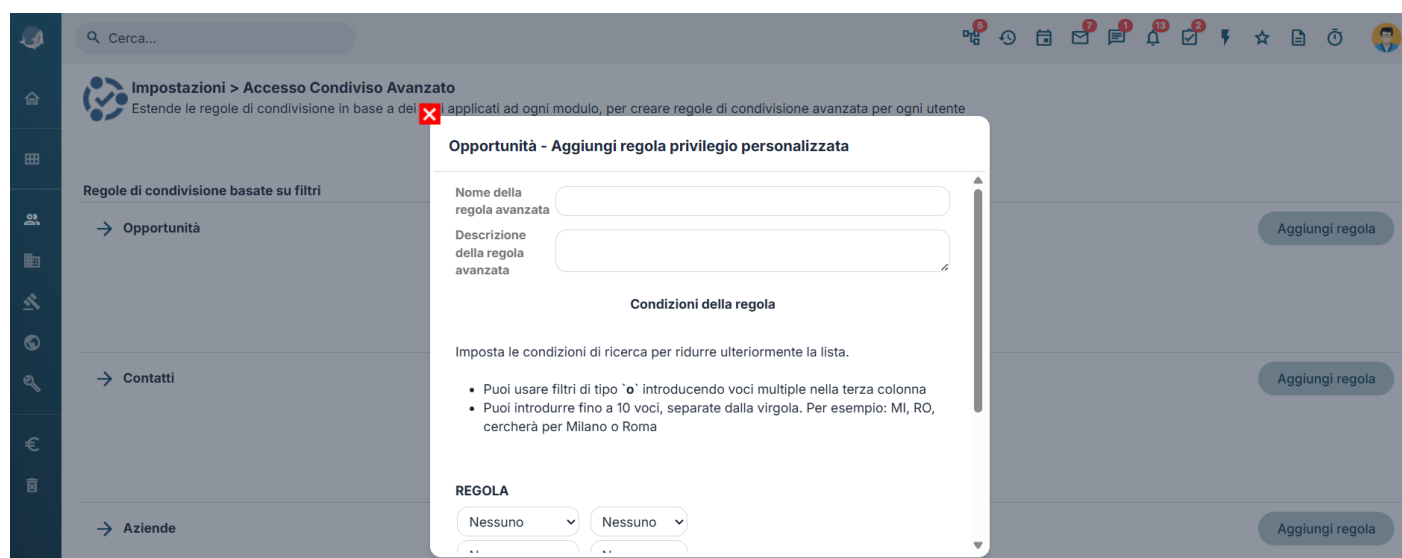 Cerca...
5
7
1
13
2
Impostazioni > Accesso Condiviso Avanzato
Estende le regole di condivisione in base a dei applicati ad ogni modulo, per creare regole di condivisione avanzata per ogni utente
Opportunità - Aggiungi regola privilegio personalizzata
Regole di condivisione basate su filtri
Nome della
regola avanzata
Opportunità
Aggiungi regola
Descrizione
della regola
avanzata
Condizioni della regola
Imposta le condizioni di ricerca per ridurre ulteriormente la lista.
Contatti
Aggiungi regola
• Puoi usare filtri di tipo `o` introducendo voci multiple nella terza colonna
• Puoi introdurre fino a 10 voci, separate dalla virgola. Per esempio: MI, RO,
cercherà per Milano o Roma
REGOLA
Nessuno Nessuno
Aziende
Aggiungi regola